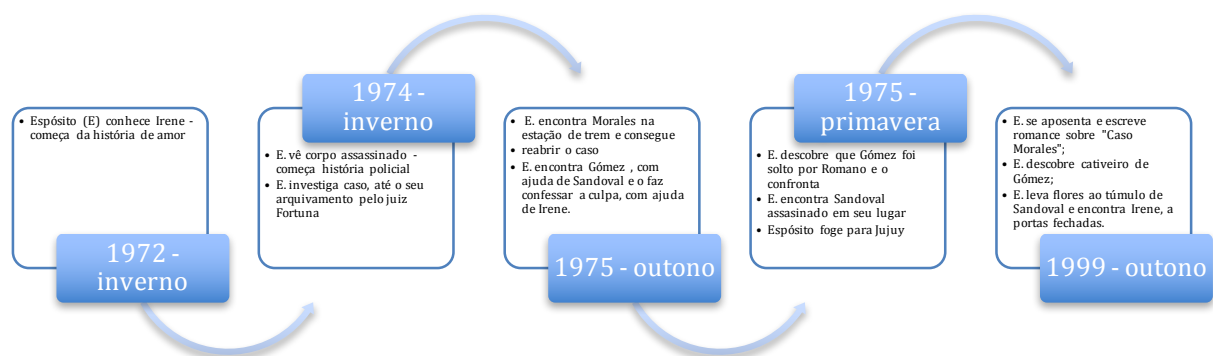 • Espósito (E) conhece Irene -
começa da história de amor
1972 -
inverno
1974 -
inverno
• E. vê corpo assassinado -
começa história policial
• E. investiga caso, até o seu
arquivamento pelo juiz
Fortuna
• E. encontra Morales na
estação de trem e consegue
• reabrir o caso
• E. encontra Gómez , com
ajuda de Sandoval e o faz
confessar a culpa, com ajuda
de Irene.
1975 - outono
1975 -
primavera
• E. descobre que Gómez foi
solto por Romano e o
confronta
• E. encontra Sandoval
assasinado em seu lugar
• Espósito foge para Jujuy
• E. se aposenta e escreve
romance sobre "Caso
Morales";
• E. descobre cativeiro de
Gómez;
• E. leva flores ao túmulo de
Sandoval e encontra Irene, a
portas fechadas.
1999 - outono